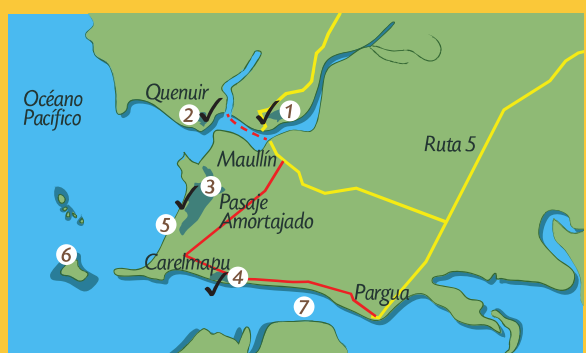 Océano
Pacífico
Quenuir
2
1
Maullín
Ruta 5
3
Pasaje
Amortajado
5
6
Carelmapu
4
7
Pargua